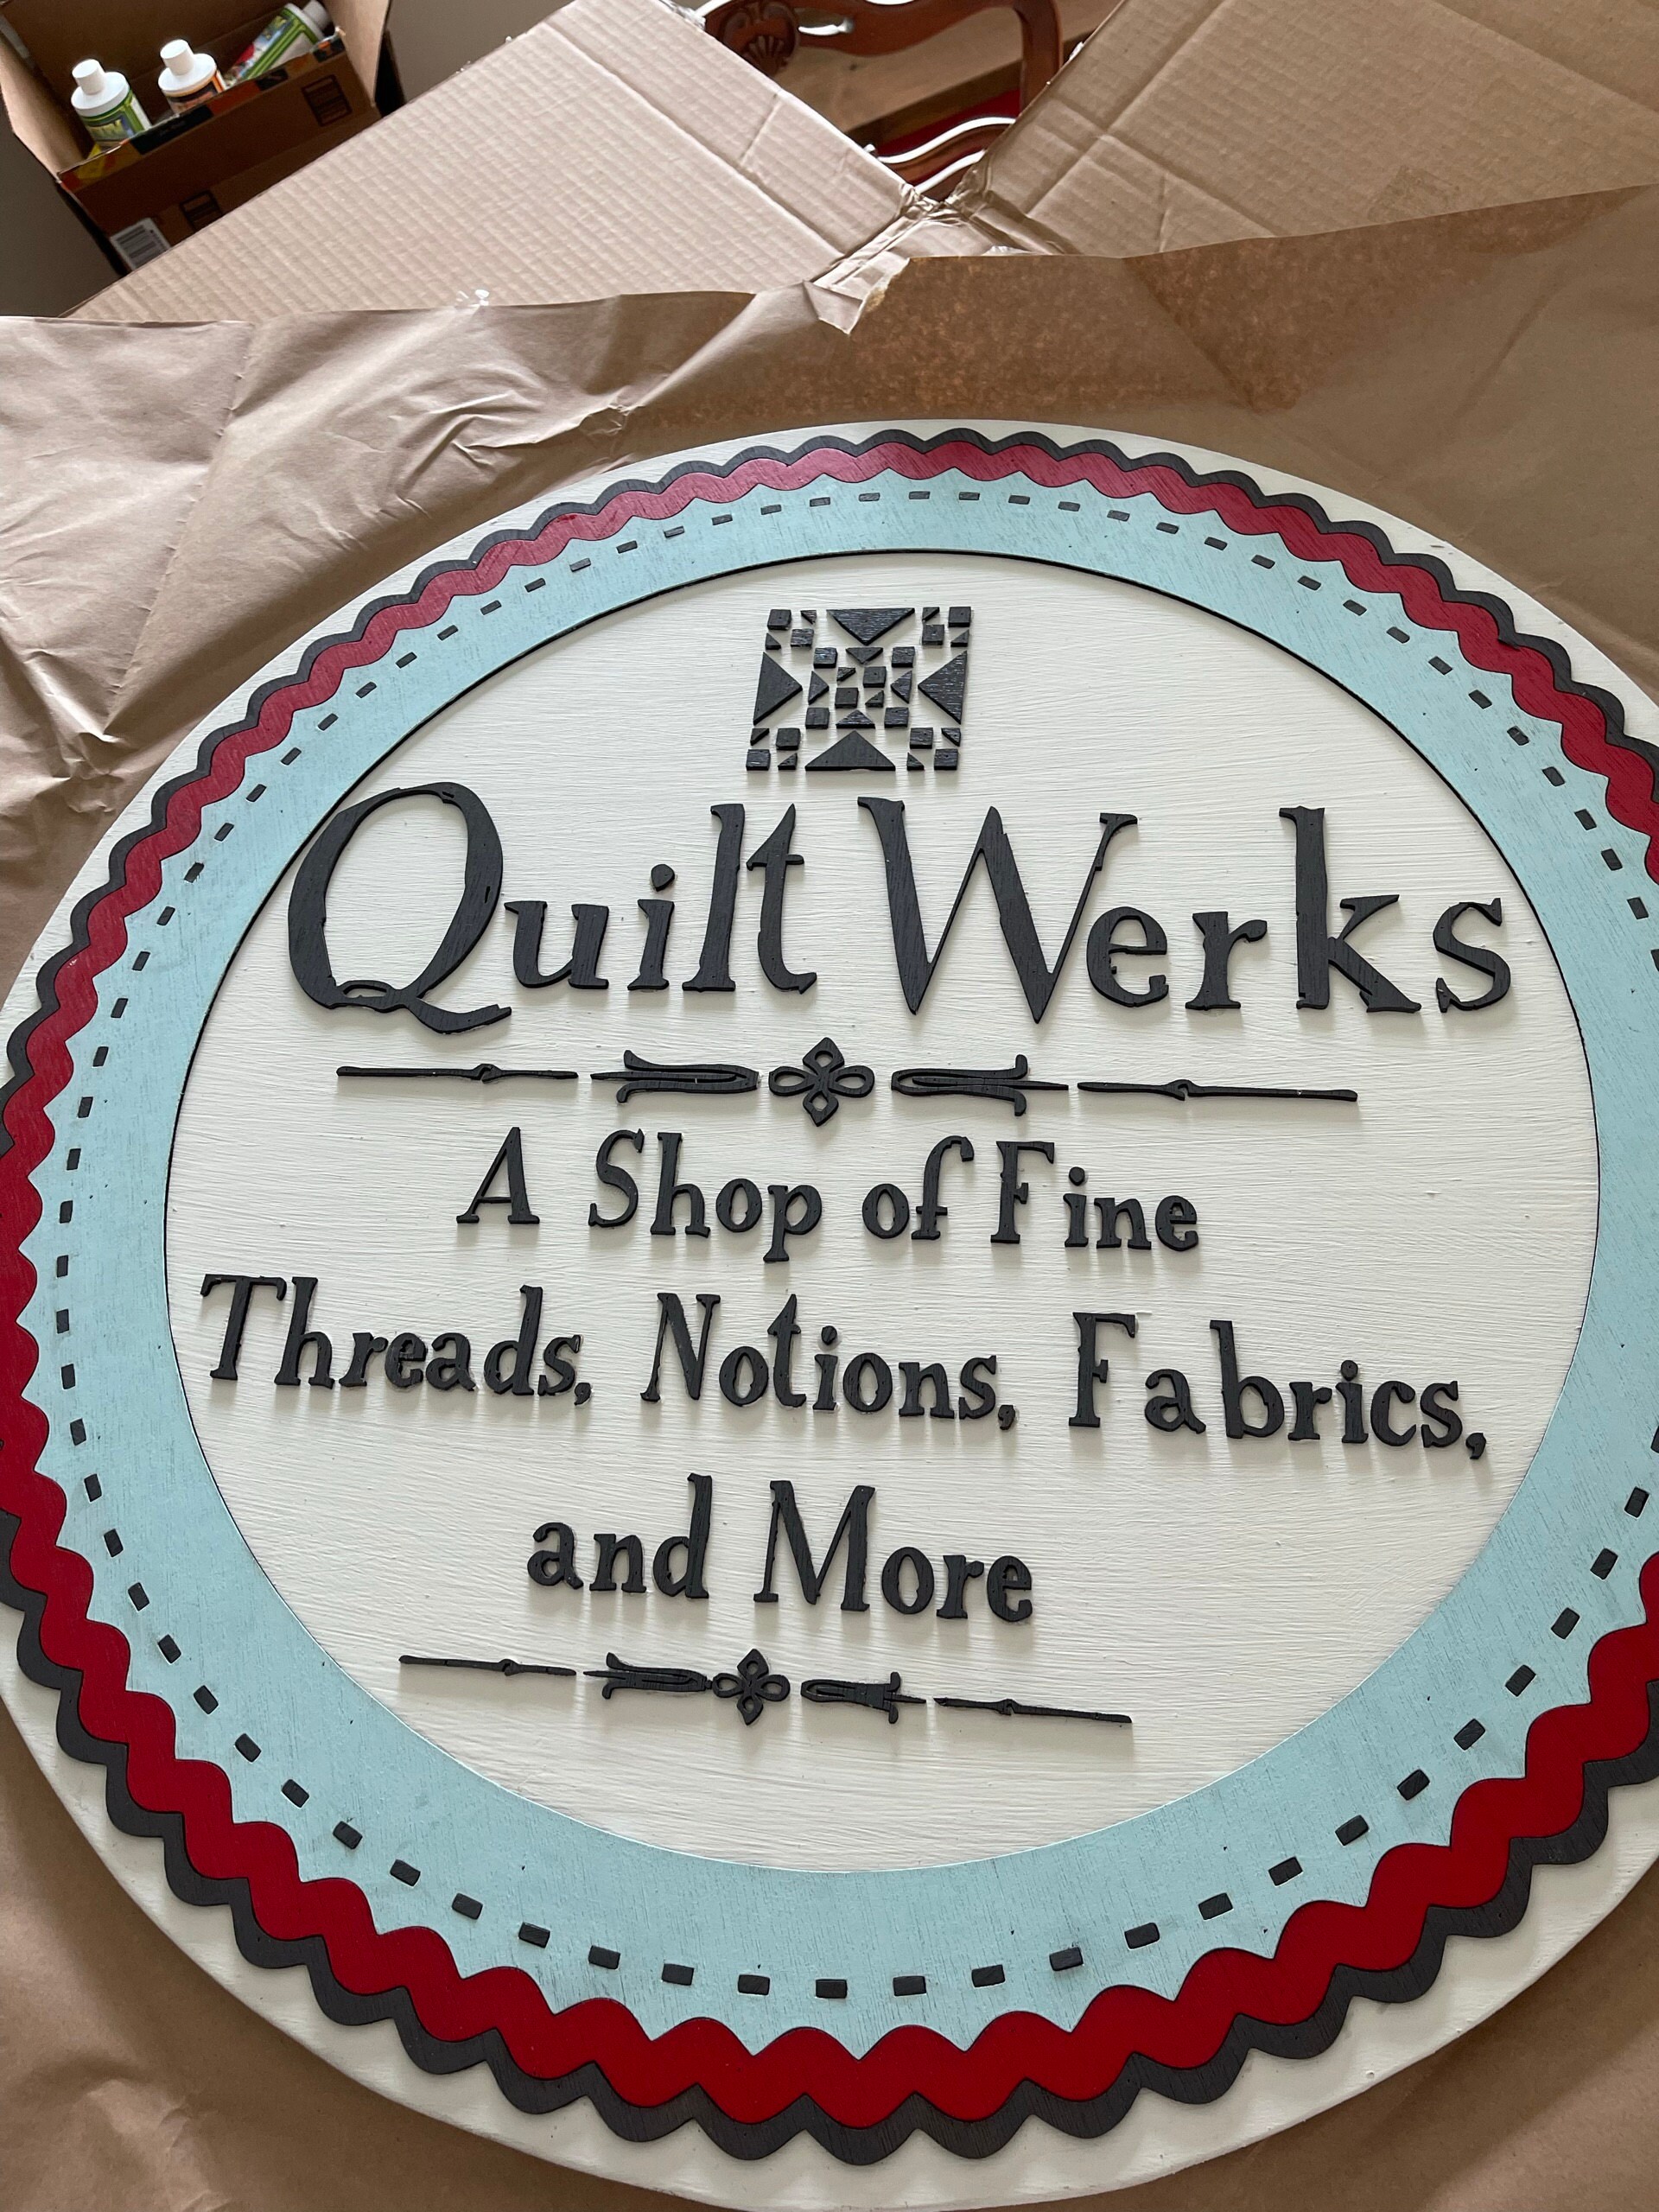 Quilt Werks
A Shop of Fine
Threads, Notions, Fabrics,
and More